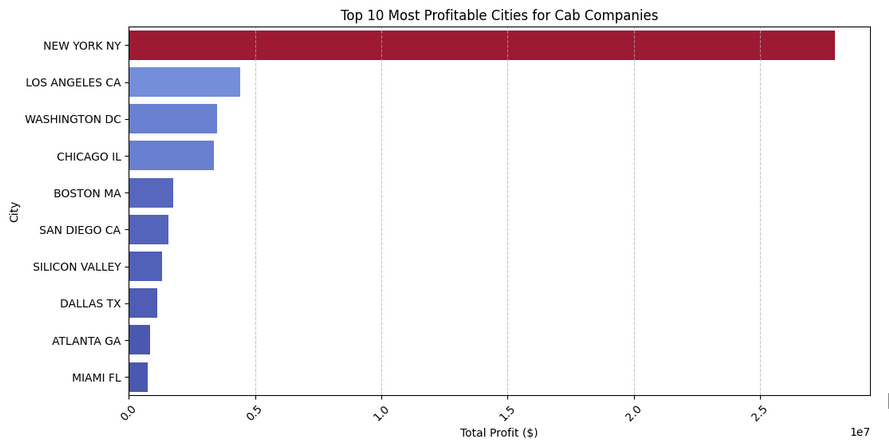 Top 10 Most Profitable Cities for Cab Companies
NEW YORK NY
LOS ANGELES CA
WASHINGTON DC
CHICAGO IL
BOSTON MA
SAN DIEGO CA
SILICON VALLEY
DALLAS TX
ATLANTA GA
MIAMI FL
City
0.0 0.5 1.0 1.5 2.0 2.5
1e7
Total Profit ($)